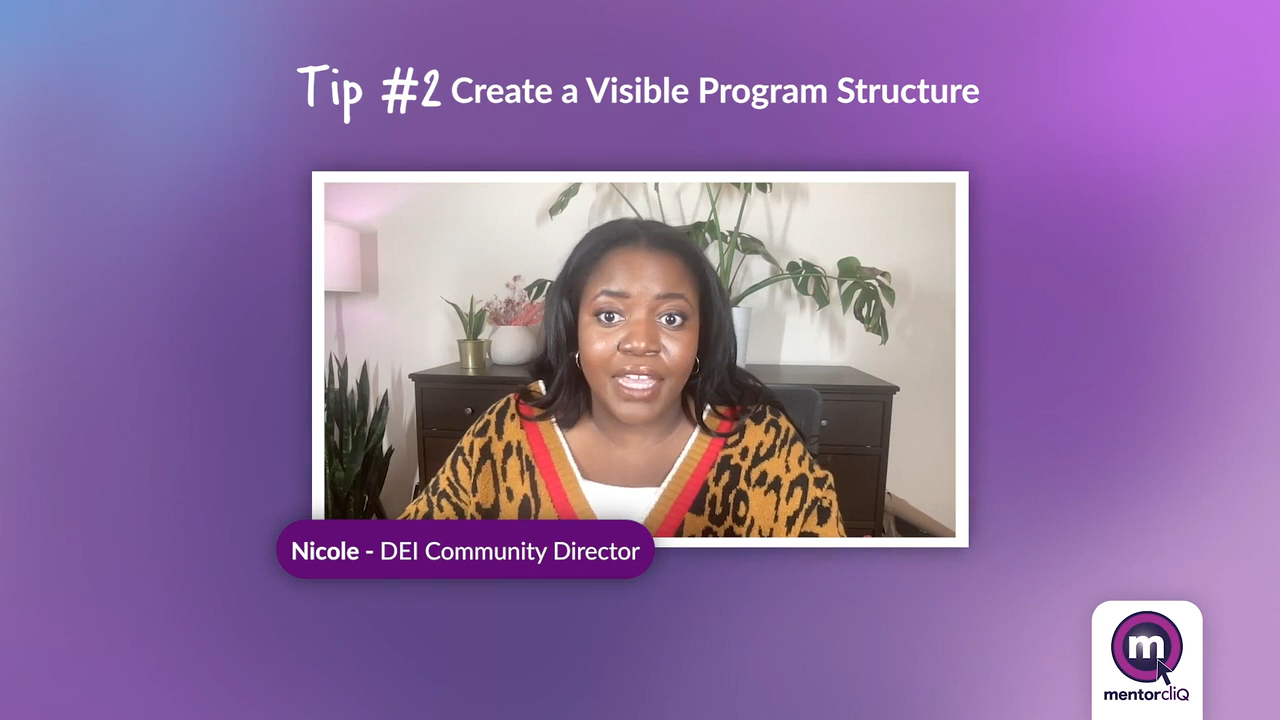 Tip #2 Create a Visible Program Structure
Nicole - DEI Community Director
m
mentorcliQ